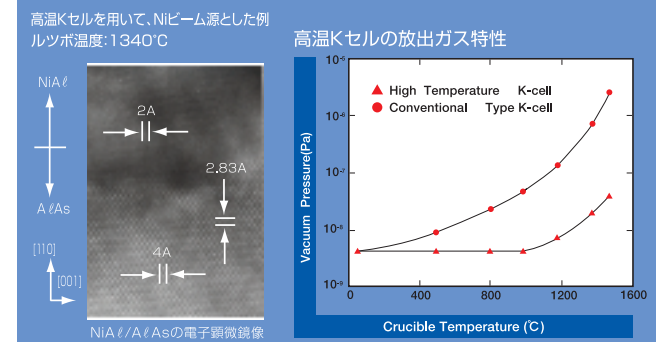 高温Kセルを用いて、Niビーム源とした例
ルツボ温度:1340℃
NiAℓ
AℓAs
[110]
[001]
2A
2.83A
4A
NiAℓ/AℓAsの電子顕微鏡像
高温Kセルの放出ガス特性
High Temperature K-cell
Conventional Type K-cell
Vacuum Pressure(Pa)
10⁻⁵
10⁻⁶
10⁻⁷
10⁻⁸
10⁻⁹
0 400 800 1200 1600
Crucible Temperature (℃)